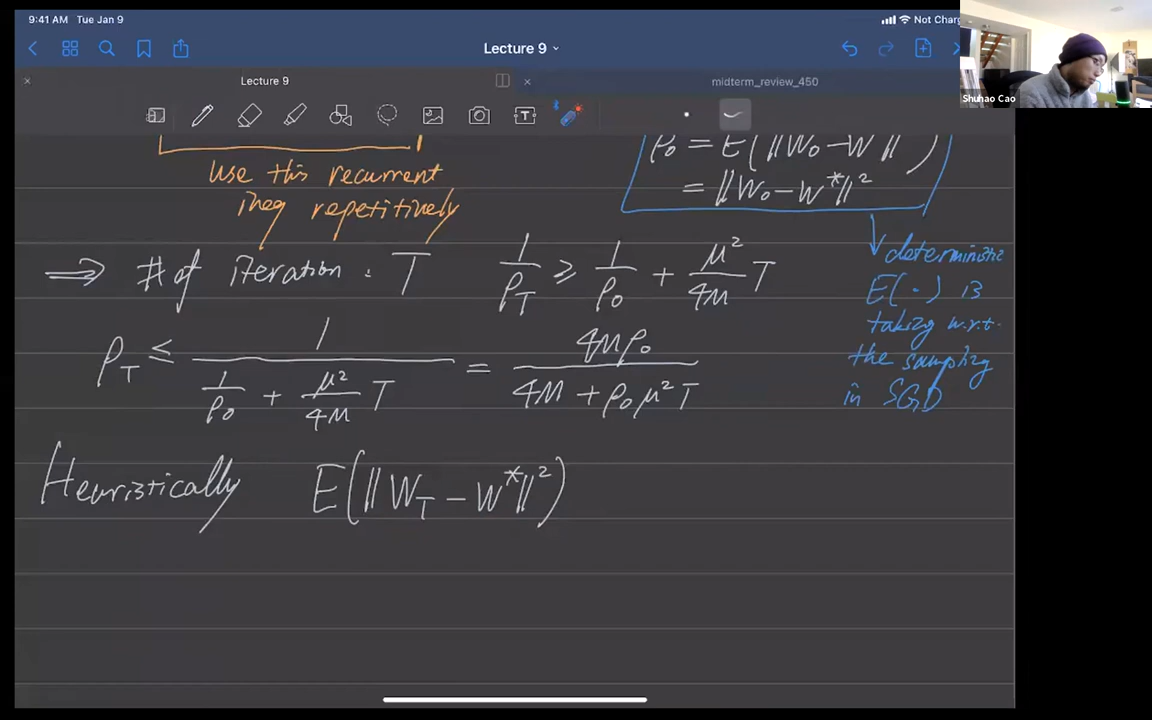 9:41 AM Tue Jan 9
Not Charg
Lecture 9
Lecture 9
midterm_review_450
Shuhao Cao
Use this recurrent
ineq repetitively
ρ₀ = E(‖W₀ − W ‖ )
= ‖W₀ − W*‖²
deterministic
E(·) is
taking w.r.t.
the sampling
in SGD
⟹ # of iteration : T 1/ρ_T ≥ 1/ρ₀ + μ²/4M T
ρ_T ≤ 1/(1/ρ₀ + μ²/4M T) = 4Mρ₀/(4M + ρ₀μ²T)
Heuristically E(‖W_T − W*‖²)